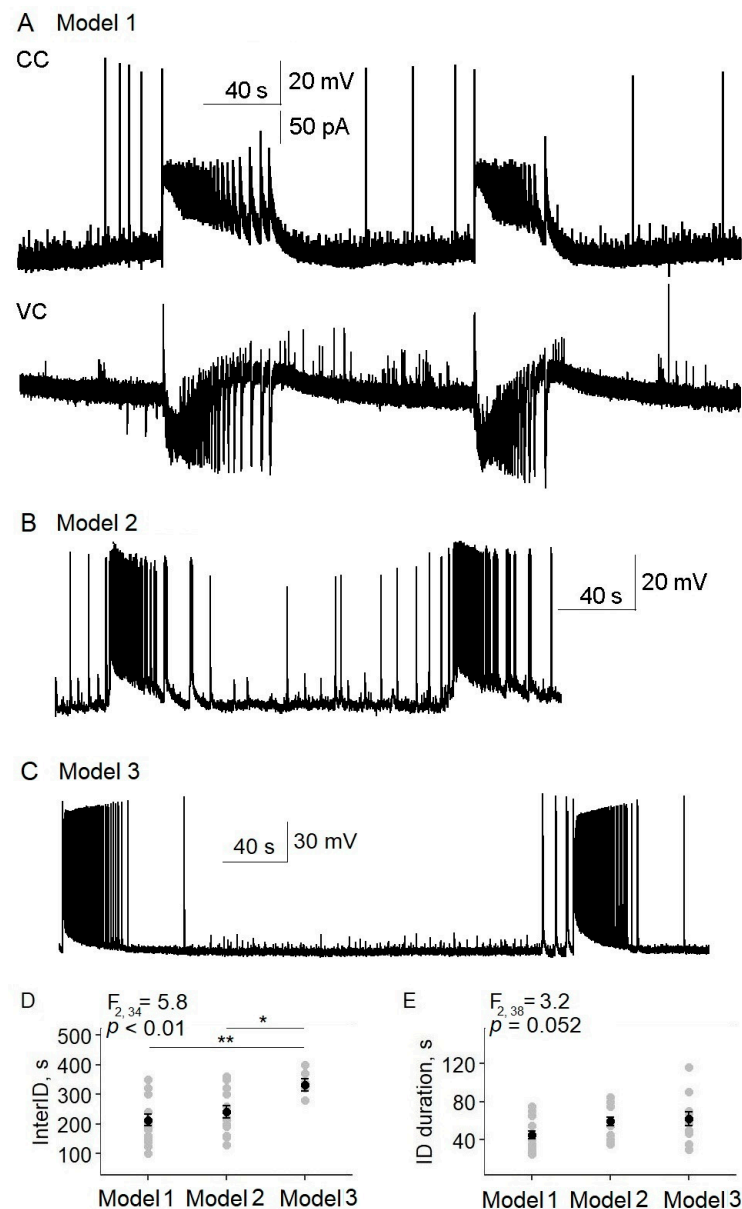 A Model 1
CC
40 s
20 mV
50 pA
VC
B Model 2
40 s
20 mV
C Model 3
40 s
30 mV
D
F2, 34 = 5.8
p < 0.01
*
**
InterID, s
500
400
300
200
100
Model 1 Model 2 Model 3
E
F2, 38 = 3.2
p = 0.052
ID duration, s
120
80
40
Model 1 Model 2 Model 3